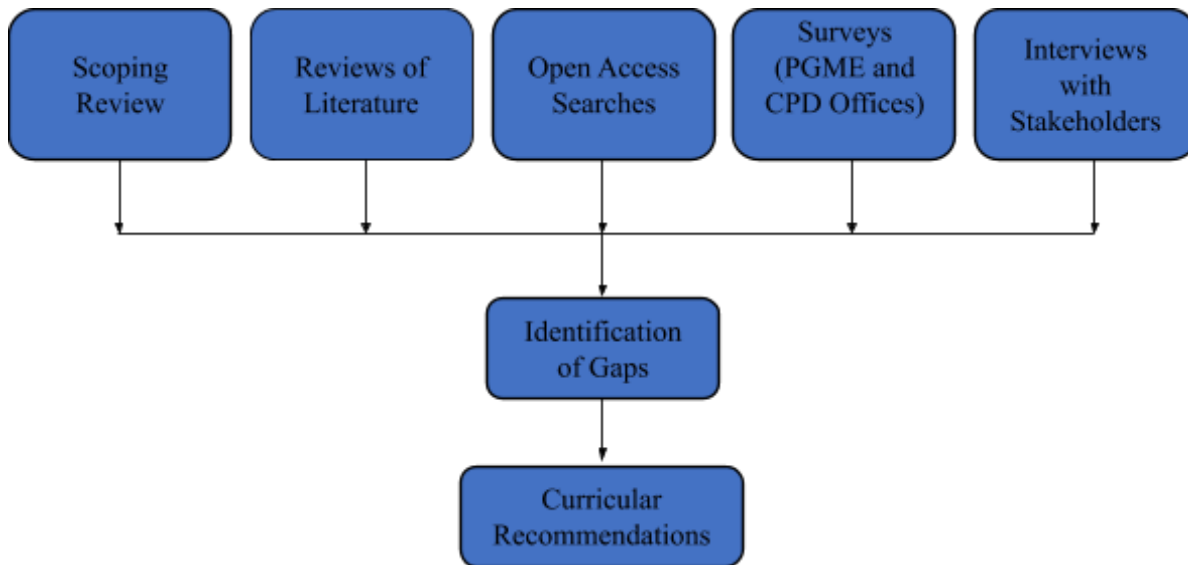 Scoping
Review
Reviews of
Literature
Open Access
Searches
Surveys
(PGME and
CPD Offices)
Interviews
with
Stakeholders
Identification
of Gaps
Curricular
Recommendations